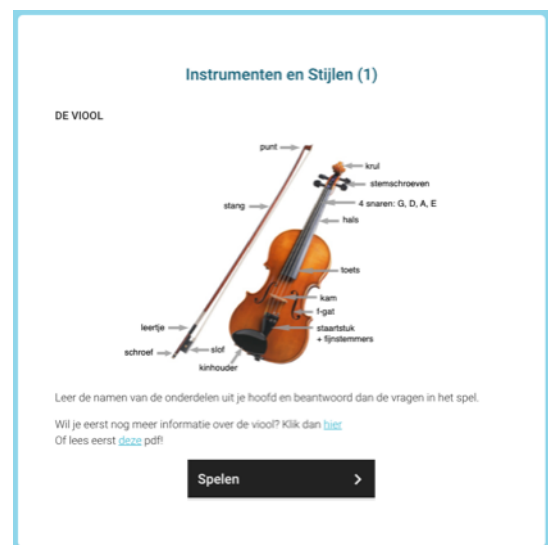 Instrumenten en Stijlen (1)
DE VIOOL
punt
krul
stemschroeven
stang
4 snaren: G, D, A, E
hals
toets
kam
f-gat
leertje
staartstuk
+ fijnstemmers
schroef
slof
kinhouder
Leer de namen van de onderdelen uit je hoofd en beantwoord dan de vragen in het spel.
Wil je eerst nog meer informatie over de viool? Klik dan hier
Of lees eerst deze pdf!
Spelen